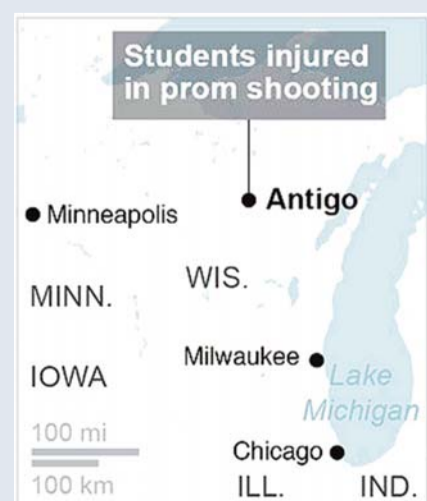 Students injured
in prom shooting
Antigo
Minneapolis
WIS.
MINN.
Milwaukee
IOWA
Lake
Michigan
100 mi
Chicago
100 km
ILL.
IND.